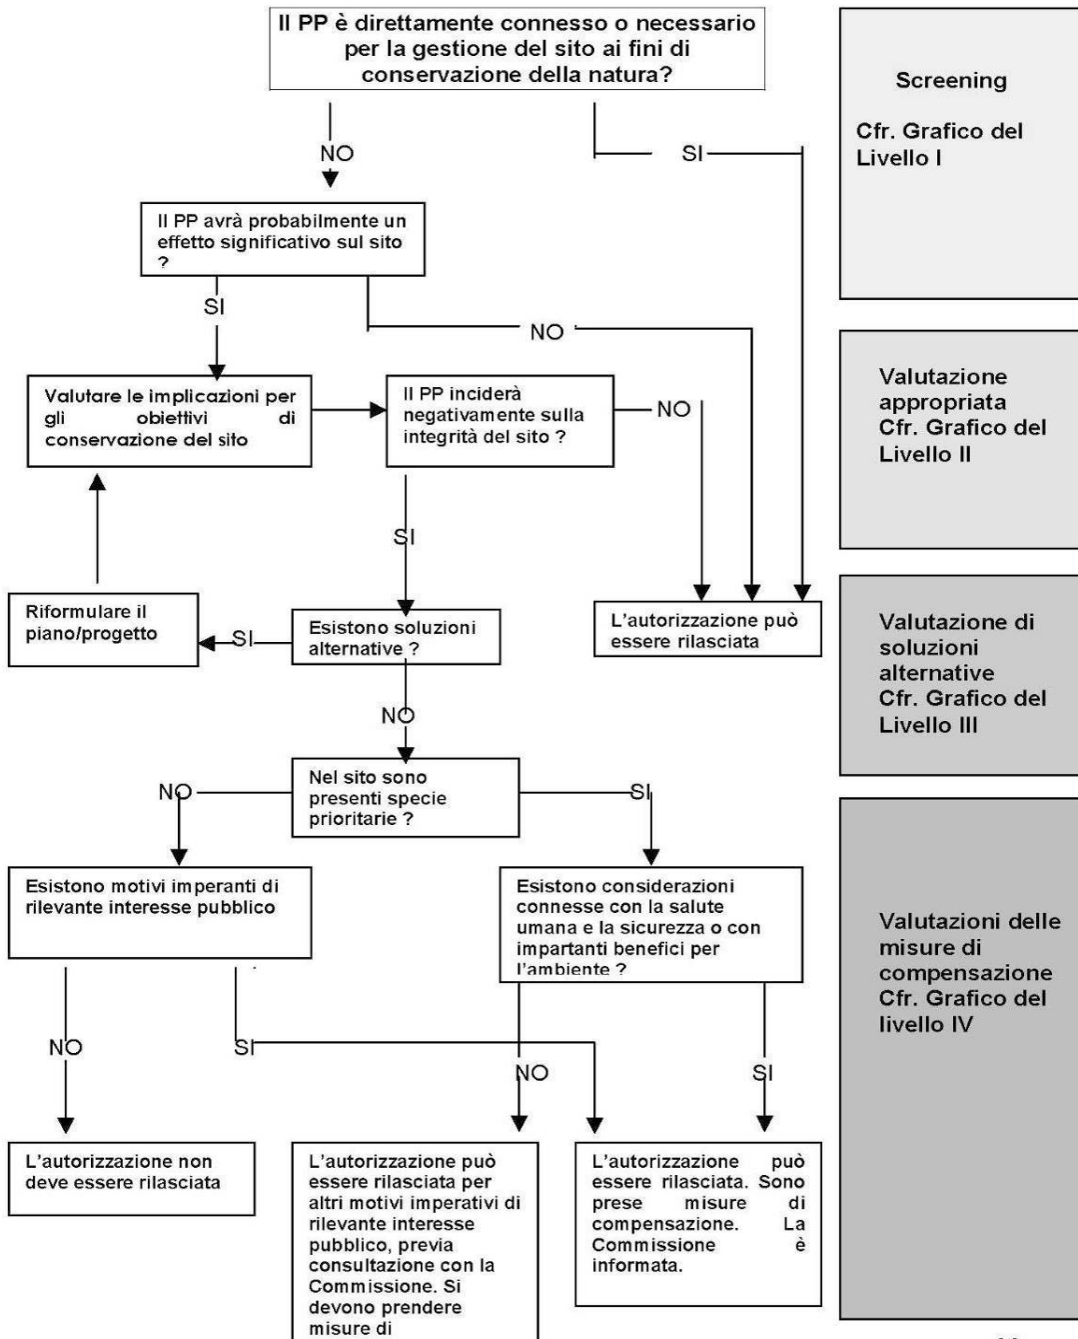 Il PP è direttamente connesso o necessario
per la gestione del sito ai fini di
conservazione della natura?
NO
SI
Il PP avrà probabilmente un
effetto significativo sul sito
?
SI
NO
Valutare le implicazioni per
gli obiettivi di
conservazione del sito
Il PP inciderà
negativamente sulla
integrità del sito ?
NO
SI
Riformulare il
piano/progetto
SI
Esistono soluzioni
alternative ?
L'autorizzazione può
essere rilasciata
NO
Nel sito sono
presenti specie
prioritarie ?
NO
SI
Esistono motivi imperanti di
rilevante interesse pubblico
Esistono considerazioni
connesse con la salute
umana e la sicurezza o con
impartanti benefici per
l'ambiente ?
NO
SI
NO
SI
L'autorizzazione non
deve essere rilasciata
L'autorizzazione può
essere rilasciata per
altri motivi imperativi di
rilevante interesse
pubblico, previa
consultazione con la
Commissione. Si
devono prendere
misure di
L'autorizzazione può
essere rilasciata. Sono
prese misure di
compensazione. La
Commissione è
informata.
Screening
Cfr. Grafico del
Livello I
Valutazione
appropriata
Cfr. Grafico del
Livello II
Valutazione di
soluzioni
alternative
Cfr. Grafico del
Livello III
Valutazioni delle
misure di
compensazione
Cfr. Grafico del
livello IV